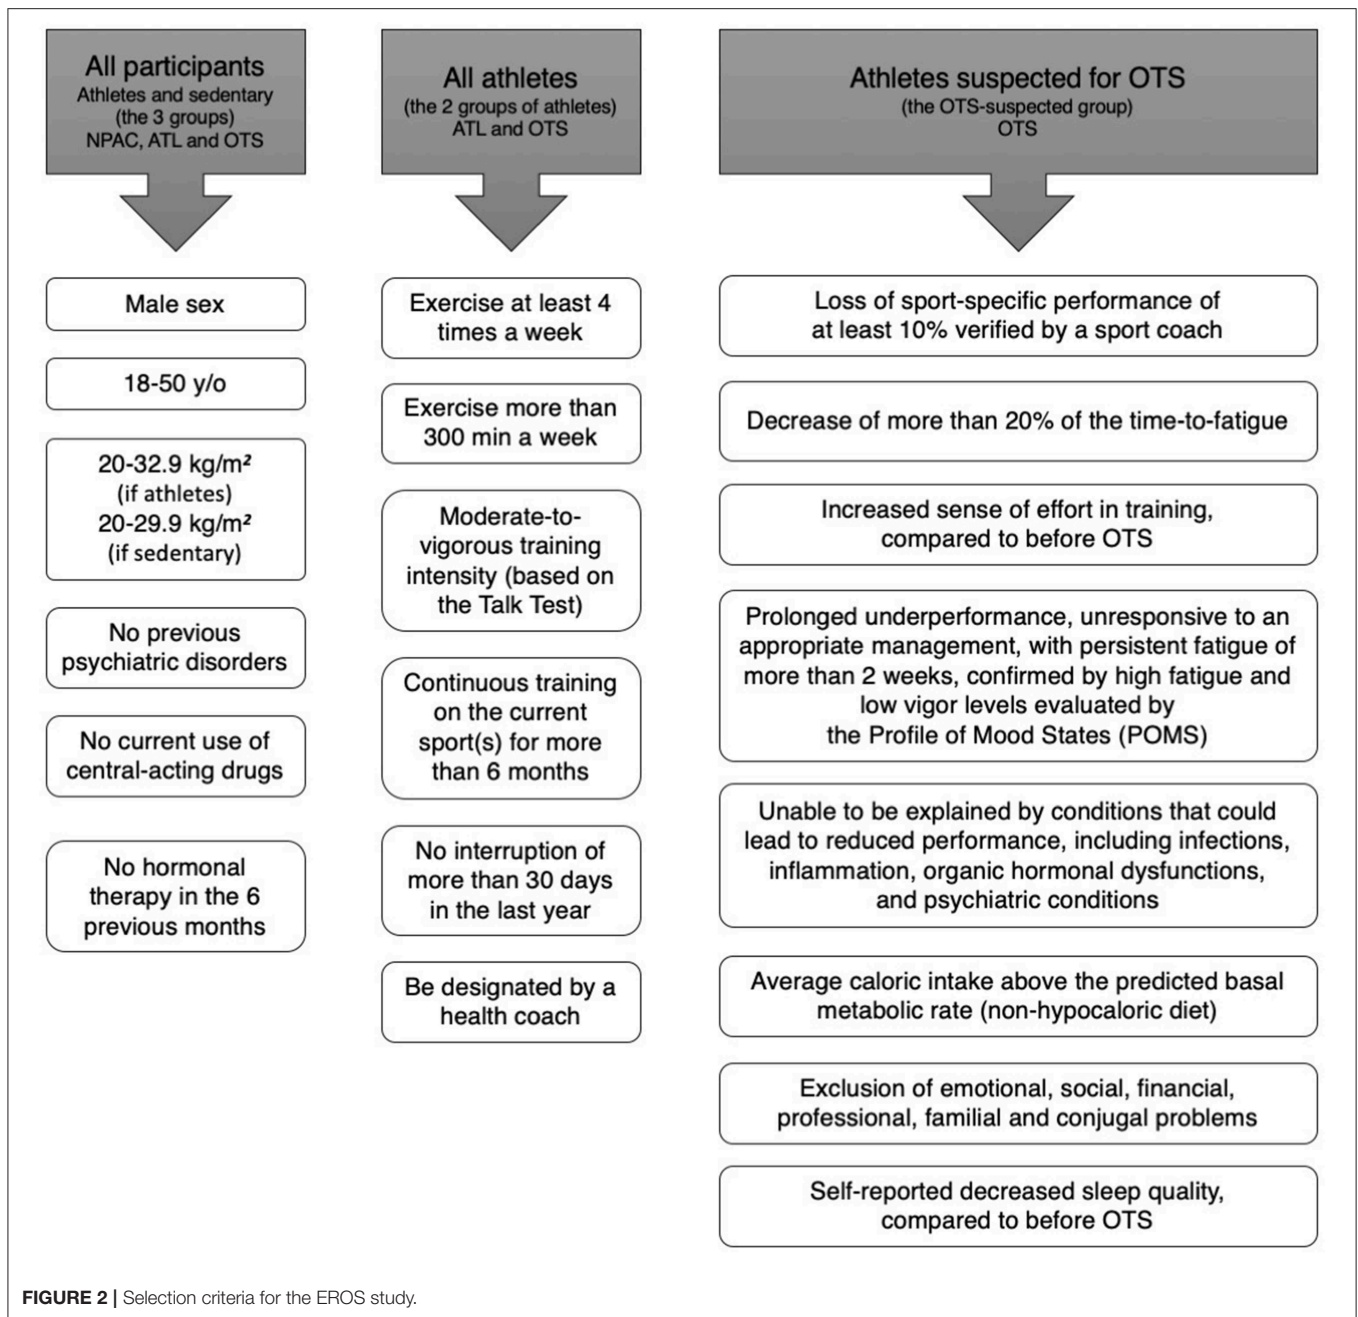 All participants
Athletes and sedentary
(the 3 groups)
NPAC, ATL and OTS
Male sex
18-50 y/o
20-32.9 kg/m²
(if athletes)
20-29.9 kg/m²
(if sedentary)
No previous
psychiatric disorders
No current use of
central-acting drugs
No hormonal
therapy in the 6
previous months
All athletes
(the 2 groups of athletes)
ATL and OTS
Exercise at least 4
times a week
Exercise more than
300 min a week
Moderate-to-
vigorous training
intensity (based on
the Talk Test)
Continuous training
on the current
sport(s) for more
than 6 months
No interruption of
more than 30 days
in the last year
Be designated by a
health coach
Athletes suspected for OTS
(the OTS-suspected group)
OTS
Loss of sport-specific performance of
at least 10% verified by a sport coach
Decrease of more than 20% of the time-to-fatigue
Increased sense of effort in training,
compared to before OTS
Prolonged underperformance, unresponsive to an
appropriate management, with persistent fatigue of
more than 2 weeks, confirmed by high fatigue and
low vigor levels evaluated by
the Profile of Mood States (POMS)
Unable to be explained by conditions that could
lead to reduced performance, including infections,
inflammation, organic hormonal dysfunctions,
and psychiatric conditions
Average caloric intake above the predicted basal
metabolic rate (non-hypocaloric diet)
Exclusion of emotional, social, financial,
professional, familial and conjugal problems
Self-reported decreased sleep quality,
compared to before OTS
FIGURE 2 | Selection criteria for the EROS study.